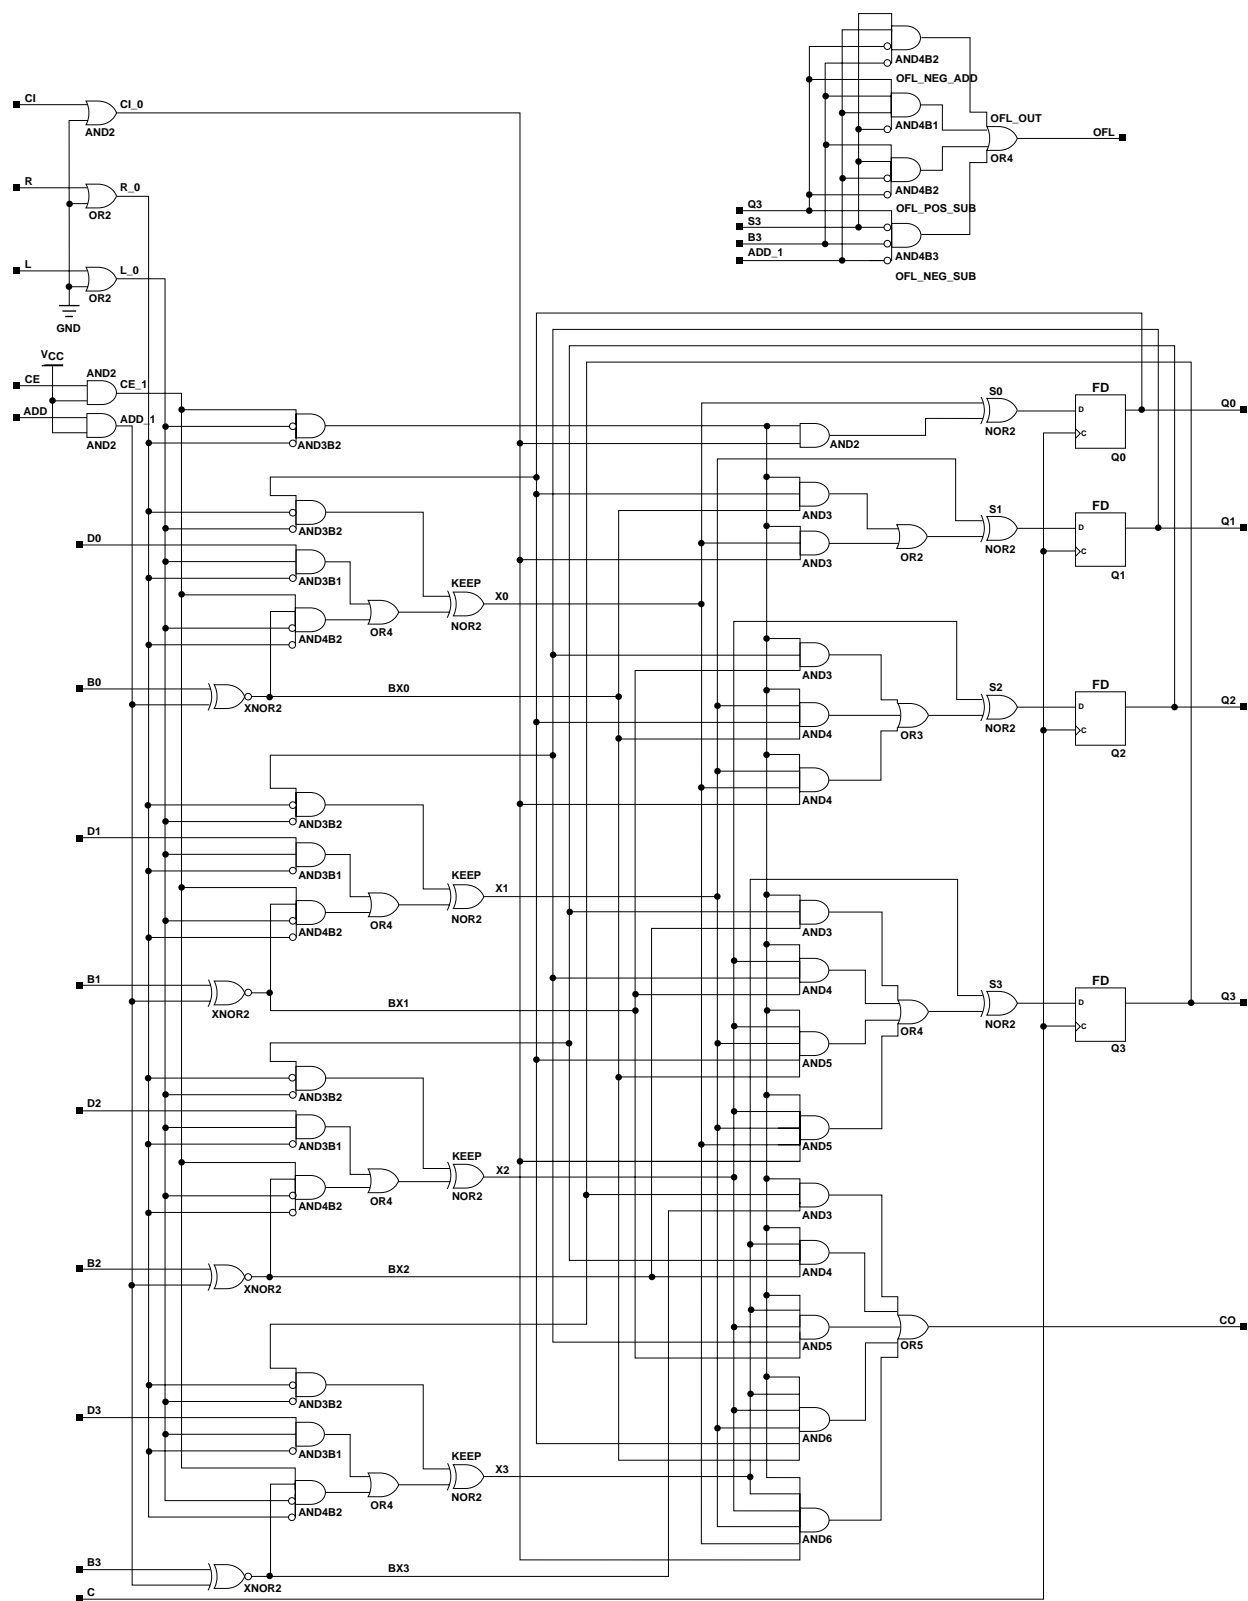 AND4B2
OFL_NEG_ADD
CI
CI_0
AND2
AND4B1
OFL_OUT
OFL
OR4
R
R_0
OR2
AND4B2
OFL_POS_SUB
Q3
S3
B3
ADD_1
AND4B3
OFL_NEG_SUB
L
L_0
OR2
GND
VCC
AND2
CE
CE_1
ADD
ADD_1
AND2
AND3B2
S0
FD
D
C
Q0
Q0
NOR2
AND2
AND3B2
AND3
S1
FD
D
C
Q1
Q1
NOR2
OR2
AND3
D0
AND3B1
KEEP
X0
NOR2
OR4
AND4B2
B0
XNOR2
BX0
AND3
S2
FD
D
C
Q2
Q2
NOR2
OR3
AND4
AND4
AND3B2
D1
AND3B1
KEEP
X1
NOR2
OR4
AND4B2
B1
XNOR2
BX1
AND3
AND4
S3
FD
D
C
Q3
Q3
NOR2
OR4
AND5
AND5
AND3B2
D2
AND3B1
KEEP
X2
NOR2
OR4
AND4B2
B2
XNOR2
BX2
AND3
AND4
AND5
OR5
CO
AND6
AND6
AND3B2
D3
AND3B1
KEEP
X3
NOR2
OR4
AND4B2
B3
XNOR2
BX3
C